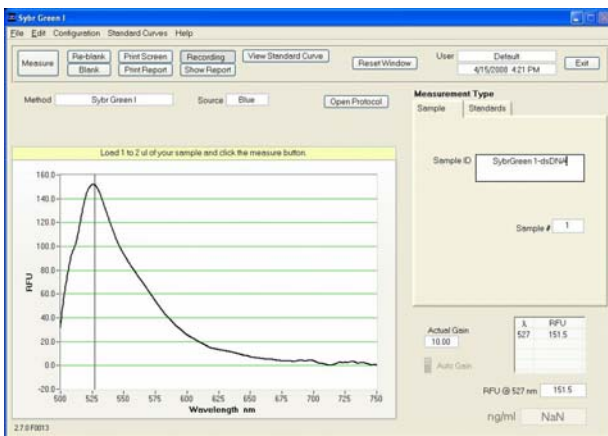 Sybr Green I
File Edit Configuration Standard Curves Help
Measure Re-blank Print Screen Recording View Standard Curve Reset Window User Default Exit
Blank Print Report Show Report 4/15/2008 4:21 PM
Method Sybr Green I Source Blue Open Protocol
Measurement Type
Sample Standards
Load 1 to 2 ul of your sample and click the measure button.
Sample ID SybrGreen 1-dsDNA
Sample # 1
RFU
160.0
140.0
120.0
100.0
80.0
60.0
40.0
20.0
0.0
-20.0
500 525 550 575 600 625 650 675 700 725 750
Wavelength nm
Actual Gain
10.00
Auto Gain
λ RFU
527 151.5
RFU @ 527 nm 151.5
ng/ml NaN
2.7.0 F0013